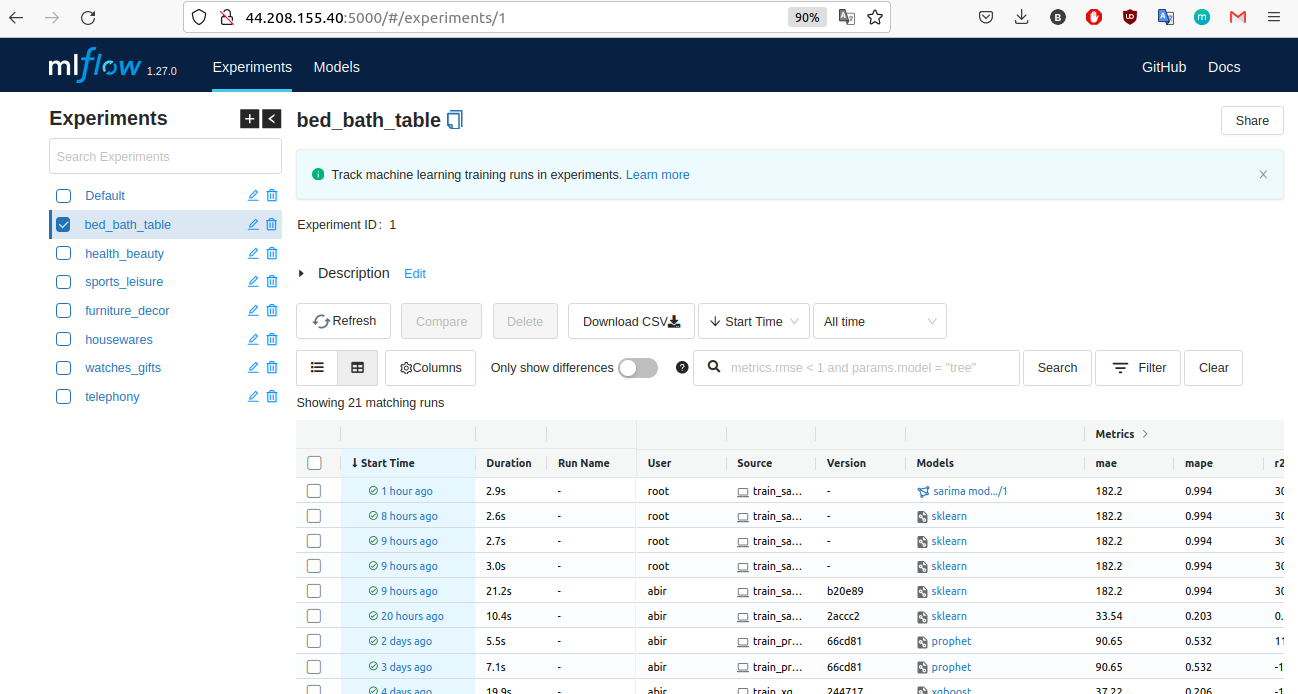 44.208.155.40:5000/#/experiments/1 90%
mlflow 1.27.0 Experiments Models GitHub Docs
Experiments + <
Search Experiments
Default
bed_bath_table
health_beauty
sports_leisure
furniture_decor
housewares
watches_gifts
telephony
bed_bath_table Share
Track machine learning training runs in experiments. Learn more
Experiment ID: 1
Description Edit
Refresh Compare Delete Download CSV Start Time All time
Columns Only show differences metrics.rmse < 1 and params.model = "tree" Search Filter Clear
Showing 21 matching runs
Metrics >
Start Time Duration Run Name User Source Version Models mae mape r2
1 hour ago 2.9s - root train_sa... - sarima mod.../1 182.2 0.994 30
8 hours ago 2.6s - root train_sa... - sklearn 182.2 0.994 30
9 hours ago 2.7s - root train_sa... - sklearn 182.2 0.994 30
9 hours ago 3.0s - root train_sa... - sklearn 182.2 0.994 30
9 hours ago 21.2s - abir train_sa... b20e89 sklearn 182.2 0.994 30
20 hours ago 10.4s - abir train_sa... 2accc2 sklearn 33.54 0.203 0.
2 days ago 5.5s - abir train_pr... 66cd81 prophet 90.65 0.532 11
3 days ago 7.1s - abir train_pr... 66cd81 prophet 90.65 0.532 -1
4 days ago 19.9s - abir train_xg... 244717 xgboost 37.22 0.206 -8